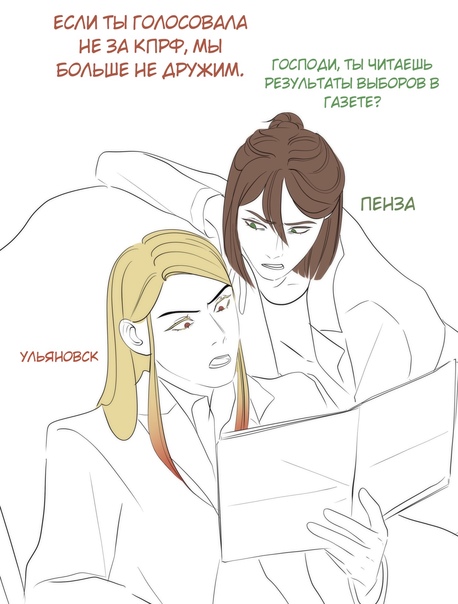 ЕСЛИ ТЫ ГОЛОСОВАЛА
НЕ ЗА КПРФ, МЫ
БОЛЬШЕ НЕ ДРУЖИМ.
ГОСПОДИ, ТЫ ЧИТАЕШЬ
РЕЗУЛЬТАТЫ ВЫБОРОВ В
ГАЗЕТЕ?
ПЕНЗА
УЛЬЯНОВСК